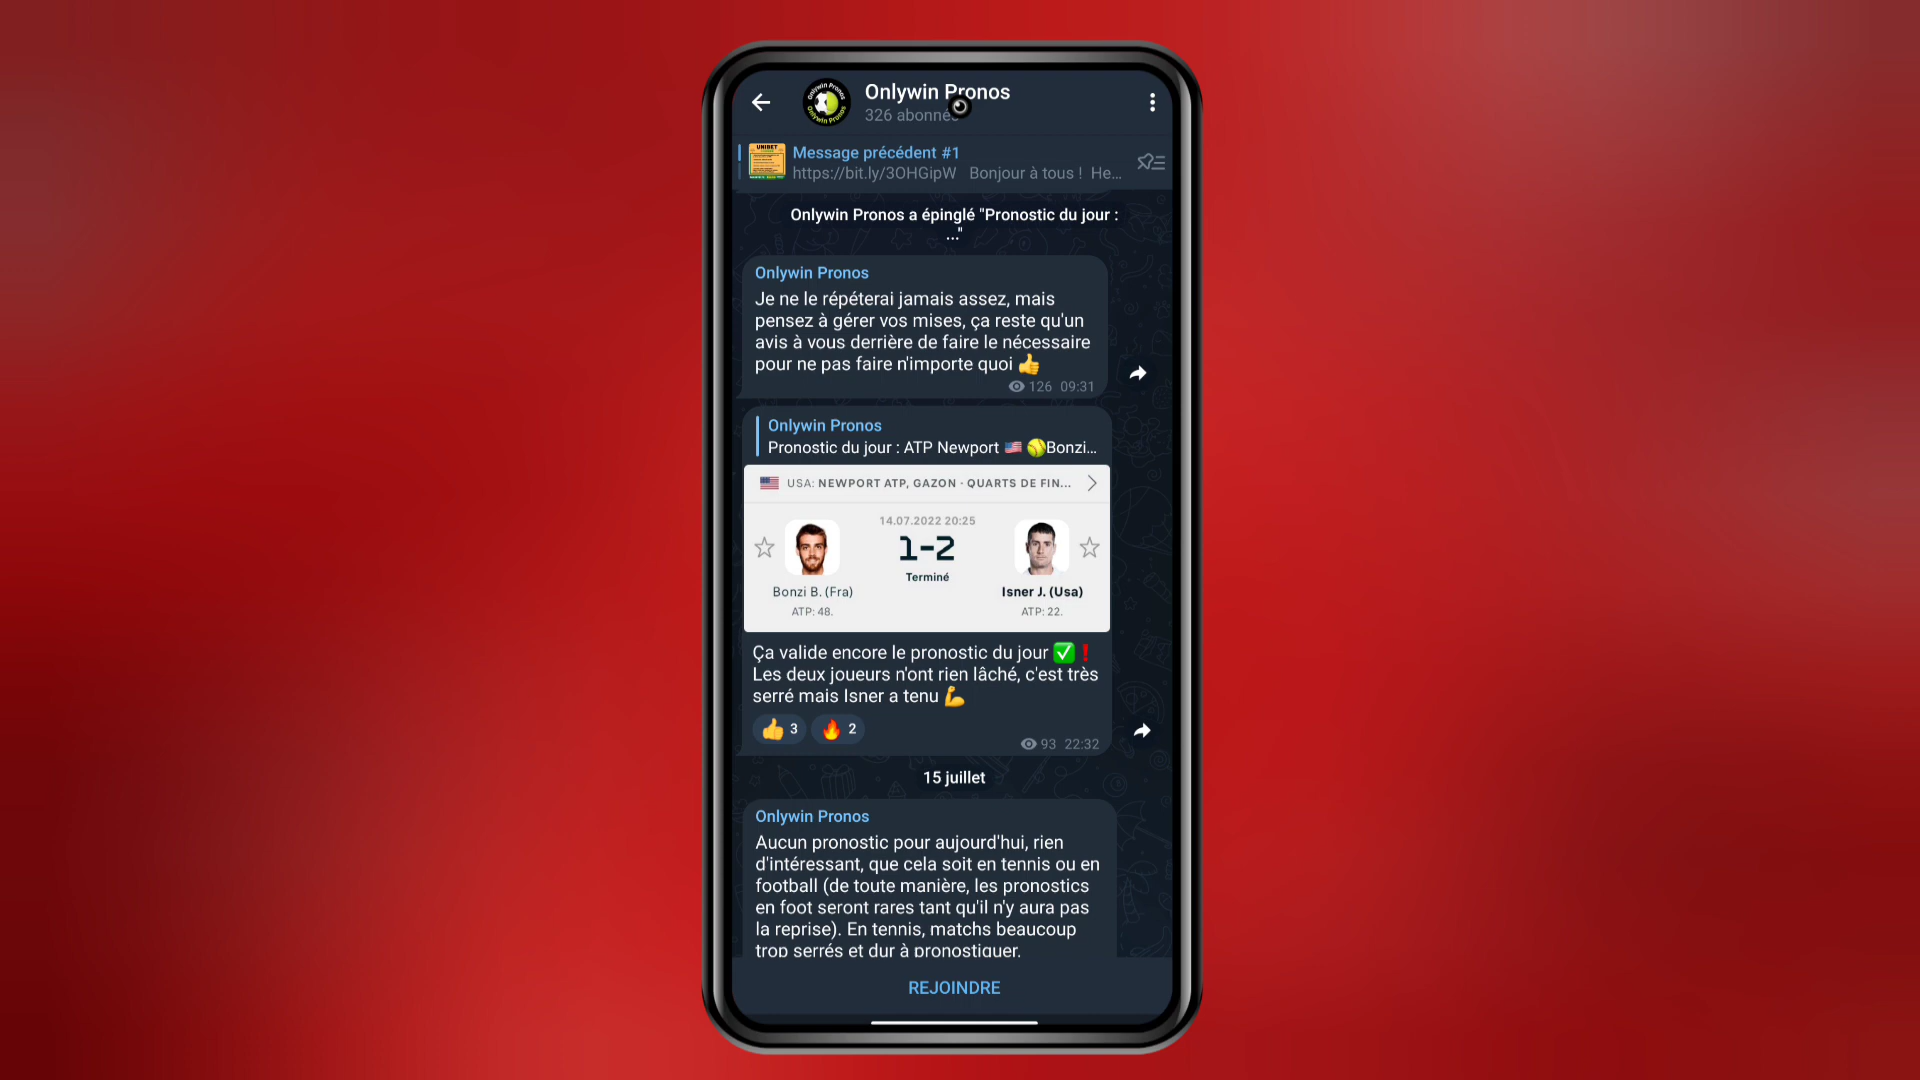 Onlywin Pronos
326 abonné
Onlywin Pronos
Onlywin Pronos
UNIBET
Message précédent #1
https://bit.ly/3OHGipW Bonjour à tous ! He...
Onlywin Pronos a épinglé "Pronostic du jour :
..."
Onlywin Pronos
Je ne le répéterai jamais assez, mais
pensez à gérer vos mises, ça reste qu'un
avis à vous derrière de faire le nécessaire
pour ne pas faire n'importe quoi 👍
126 09:31
Onlywin Pronos
Pronostic du jour : ATP Newport 🇺🇸 🎾Bonzi...
USA: NEWPORT ATP, GAZON · QUARTS DE FIN...
14.07.2022 20:25
1-2
Terminé
Bonzi B. (Fra)
ATP: 48.
Isner J. (Usa)
ATP: 22.
Ça valide encore le pronostic du jour ✅❗
Les deux joueurs n'ont rien lâché, c'est très
serré mais Isner a tenu 💪
👍 3 🔥 2
93 22:32
15 juillet
Onlywin Pronos
Aucun pronostic pour aujourd'hui, rien
d'intéressant, que cela soit en tennis ou en
football (de toute manière, les pronostics
en foot seront rares tant qu'il n'y aura pas
la reprise). En tennis, matchs beaucoup
trop serrés et dur à pronostiquer.
REJOINDRE